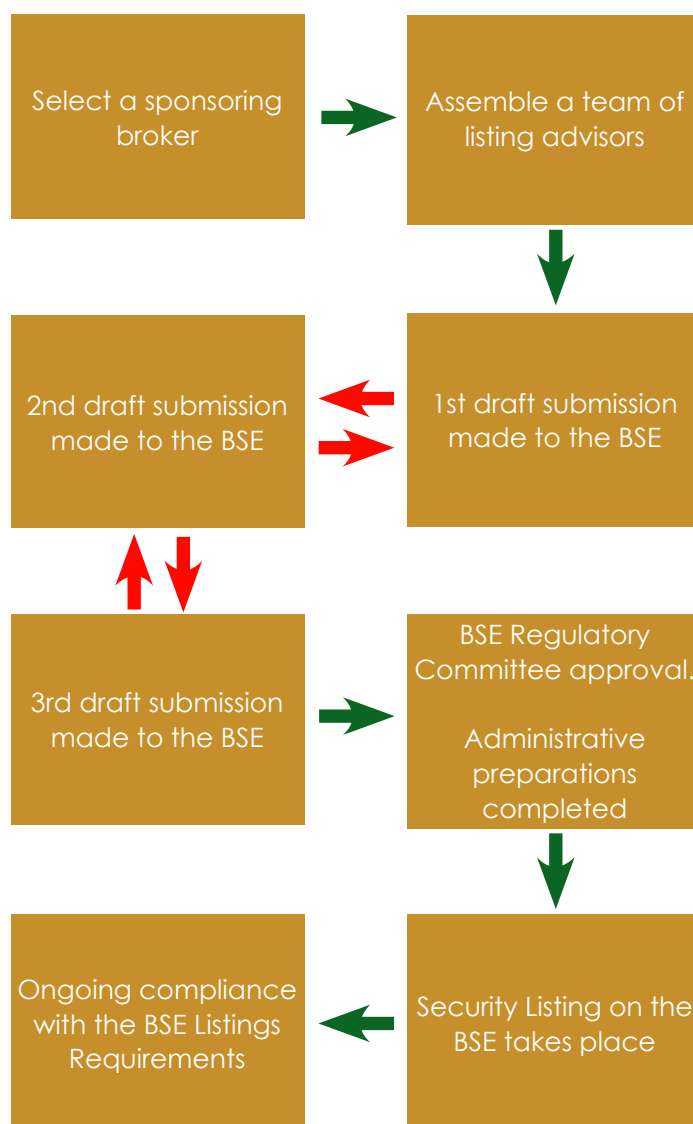 Select a sponsoring
broker
Assemble a team of
listing advisors
1st draft submission
made to the BSE
2nd draft submission
made to the BSE
3rd draft submission
made to the BSE
BSE Regulatory
Committee approval.
Administrative
preparations
completed
Security Listing on the
BSE takes place
Ongoing compliance
with the BSE Listings
Requirements